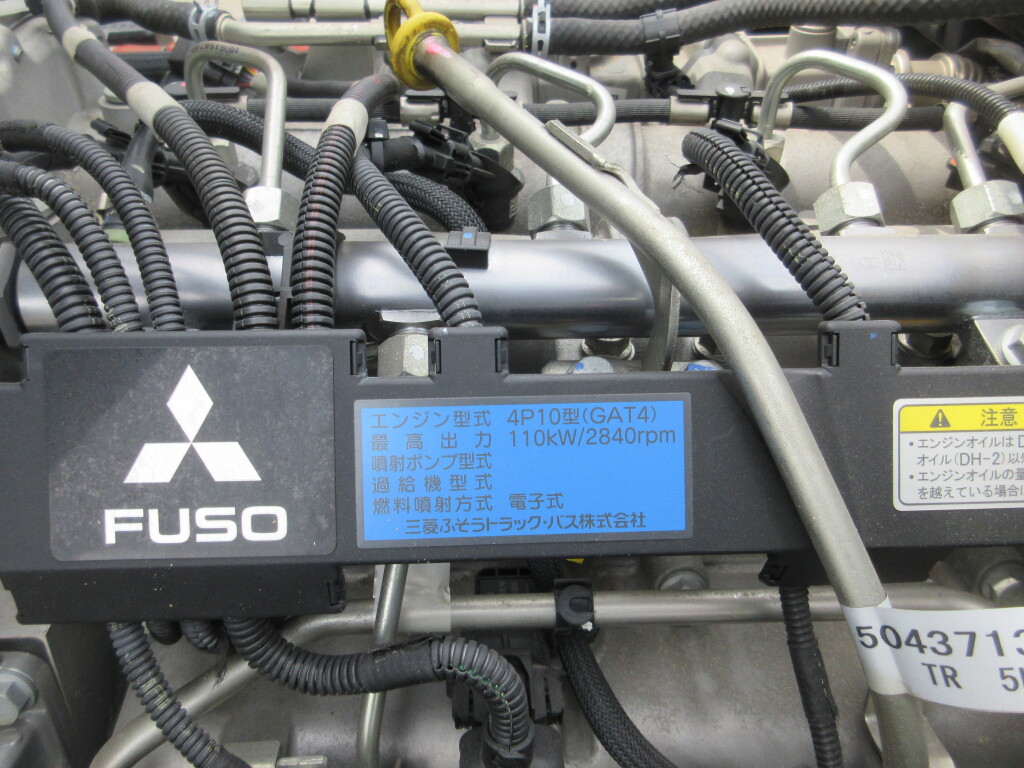 FUSO
エンジン型式 4P10型(GAT4)
最高出力 110kW/2840rpm
噴射ポンプ型式
過給機型式
燃料噴射方式 電子式
三菱ふそうトラック・バス株式会社
注意
・エンジンオイルは
オイル(DH-2)以
・エンジンオイルの量
を越えている場合
5043713
TR 5